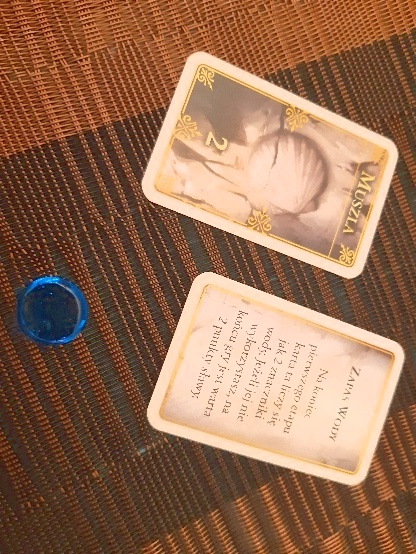 Muszla
2
Zapas Wody
Na koniec
pierwszego etapu
karta ta liczy się
jak 2 znaczniki
wody. Jeżeli jej nie
wykorzystasz, na
końcu gry jest warta
2 punkty sławy.